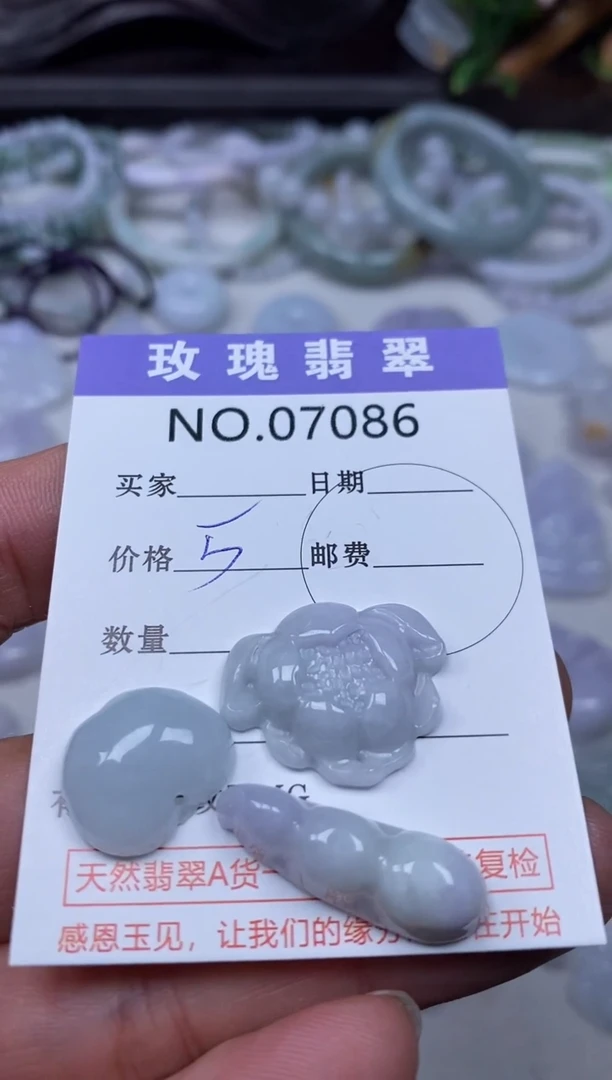 玫瑰翡翠
NO.07086
买家 日期
价格 5 邮费
数量
G
天然翡翠A货 复检
感恩玉见，让我们的缘 在开始